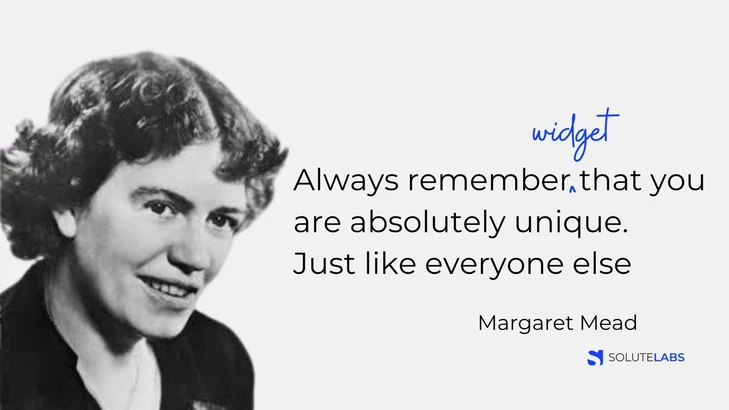 widget
Always remember‸that you
are absolutely unique.
Just like everyone else
Margaret Mead
SOLUTELABS